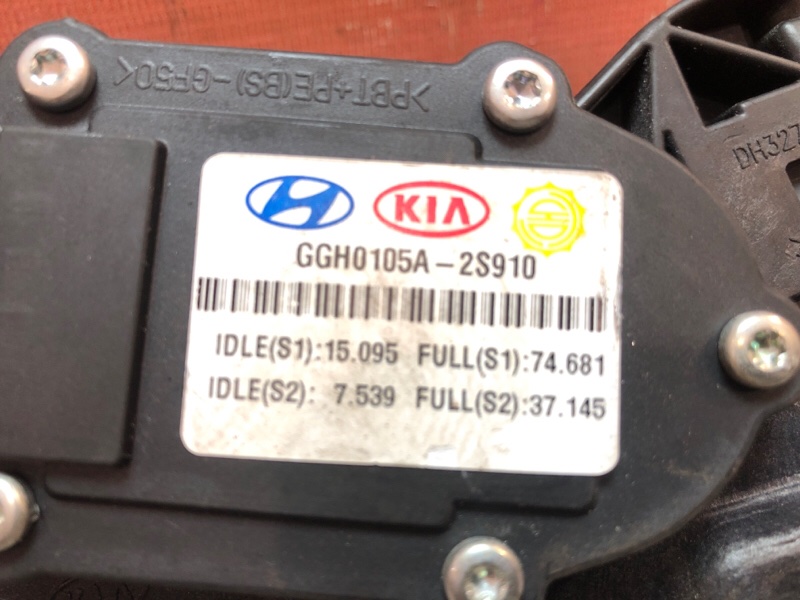 >PBT+PE(BS)-GF50<
DH327
KIA
GGH0105A-2S910
IDLE(S1):15.095 FULL(S1):74.681
IDLE(S2): 7.539 FULL(S2):37.145